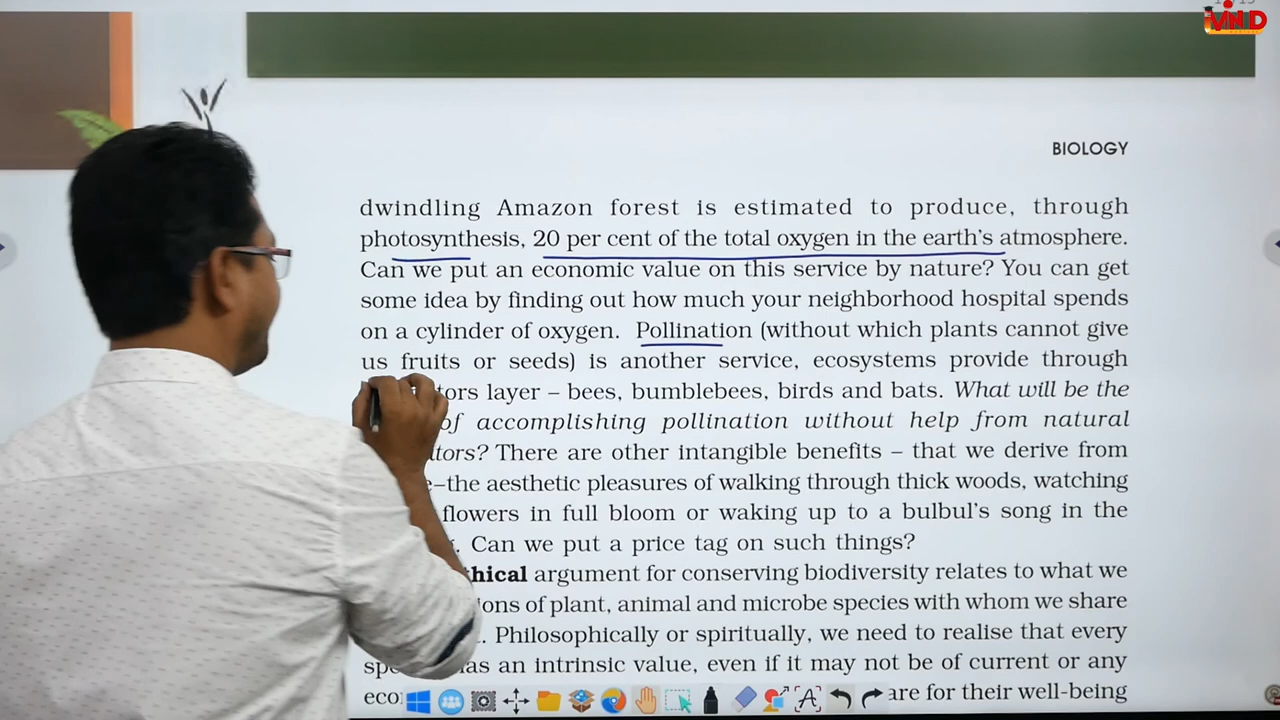 VND
BIOLOGY
dwindling Amazon forest is estimated to produce, through
photosynthesis, 20 per cent of the total oxygen in the earth's atmosphere.
Can we put an economic value on this service by nature? You can get
some idea by finding out how much your neighborhood hospital spends
on a cylinder of oxygen. Pollination (without which plants cannot give
us fruits or seeds) is another service, ecosystems provide through
layer – bees, bumblebees, birds and bats. What will be the
of accomplishing pollination without help from natural
There are other intangible benefits – that we derive from
–the aesthetic pleasures of walking through thick woods, watching
flowers in full bloom or waking up to a bulbul's song in the
Can we put a price tag on such things?
argument for conserving biodiversity relates to what we
of plant, animal and microbe species with whom we share
Philosophically or spiritually, we need to realise that every
has an intrinsic value, even if it may not be of current or any
for their well-being